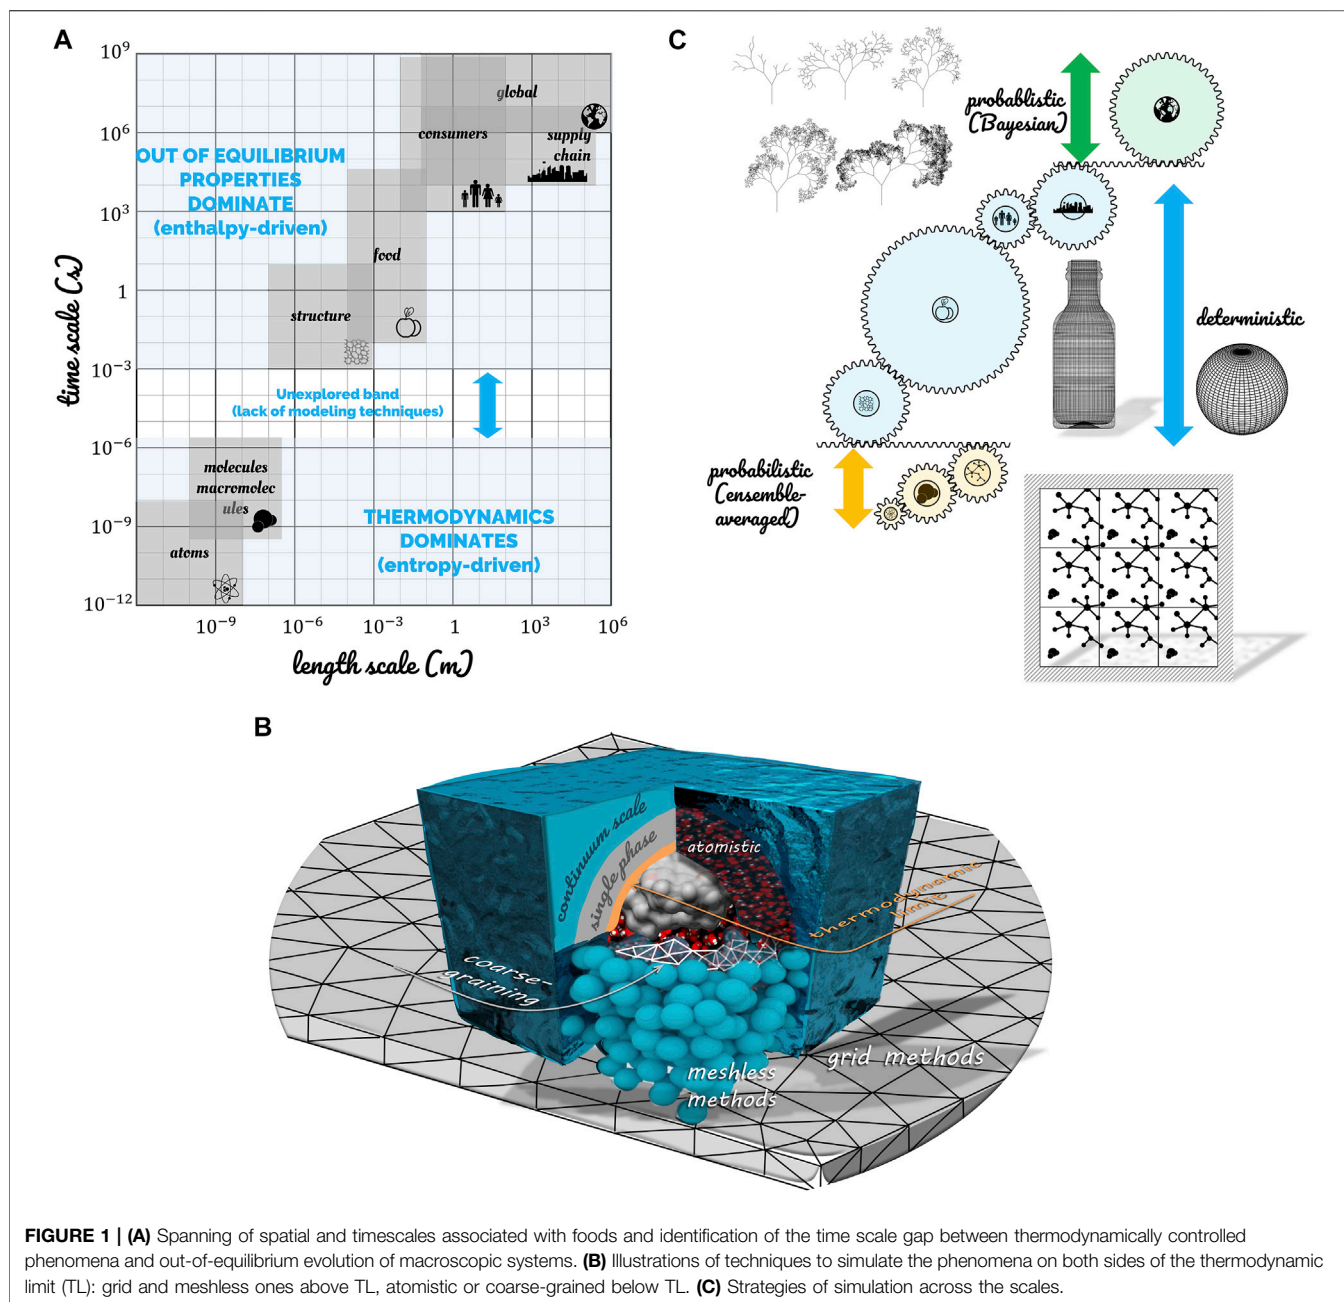 A
10⁹
10⁶
10³
1
10⁻³
10⁻⁶
10⁻⁹
10⁻¹²
time scale (s)
global
consumers
supply
chain
OUT OF EQUILIBRIUM
PROPERTIES
DOMINATE
(enthalpy-driven)
food
structure
Unexplored band
(lack of modeling techniques)
molecules
macromolec
ules
atoms
THERMODYNAMICS
DOMINATES
(entropy-driven)
10⁻⁹
10⁻⁶
10⁻³
1
10³
10⁶
length scale (m)
C
probablistic
(Bayesian)
deterministic
probabilistic
(ensemble-
averaged)
B
continuum scale
single phase
atomistic
thermodynamic
limit
coarse-
graining
meshless
methods
grid methods
FIGURE 1 | (A) Spanning of spatial and timescales associated with foods and identification of the time scale gap between thermodynamically controlled
phenomena and out-of-equilibrium evolution of macroscopic systems. (B) Illustrations of techniques to simulate the phenomena on both sides of the thermodynamic
limit (TL): grid and meshless ones above TL, atomistic or coarse-grained below TL. (C) Strategies of simulation across the scales.